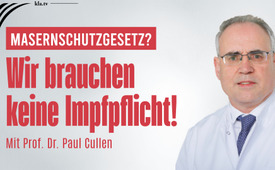 kla.tv
MASERNSCHUTZGESETZ?
Wir brauchen
keine Impfpflicht!
Mit Prof. Dr. Paul Cullen